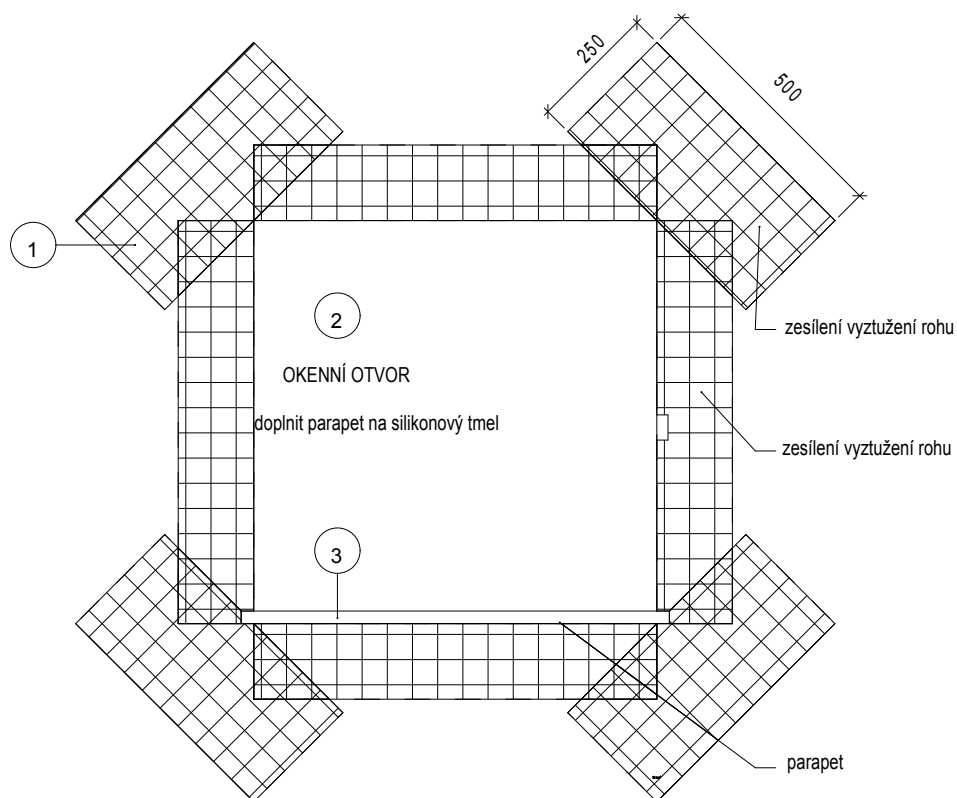 250
500
1
2
zesílení vyztužení rohu
OKENNÍ OTVOR
doplnit parapet na silikonový tmel
zesílení vyztužení rohu
3
parapet